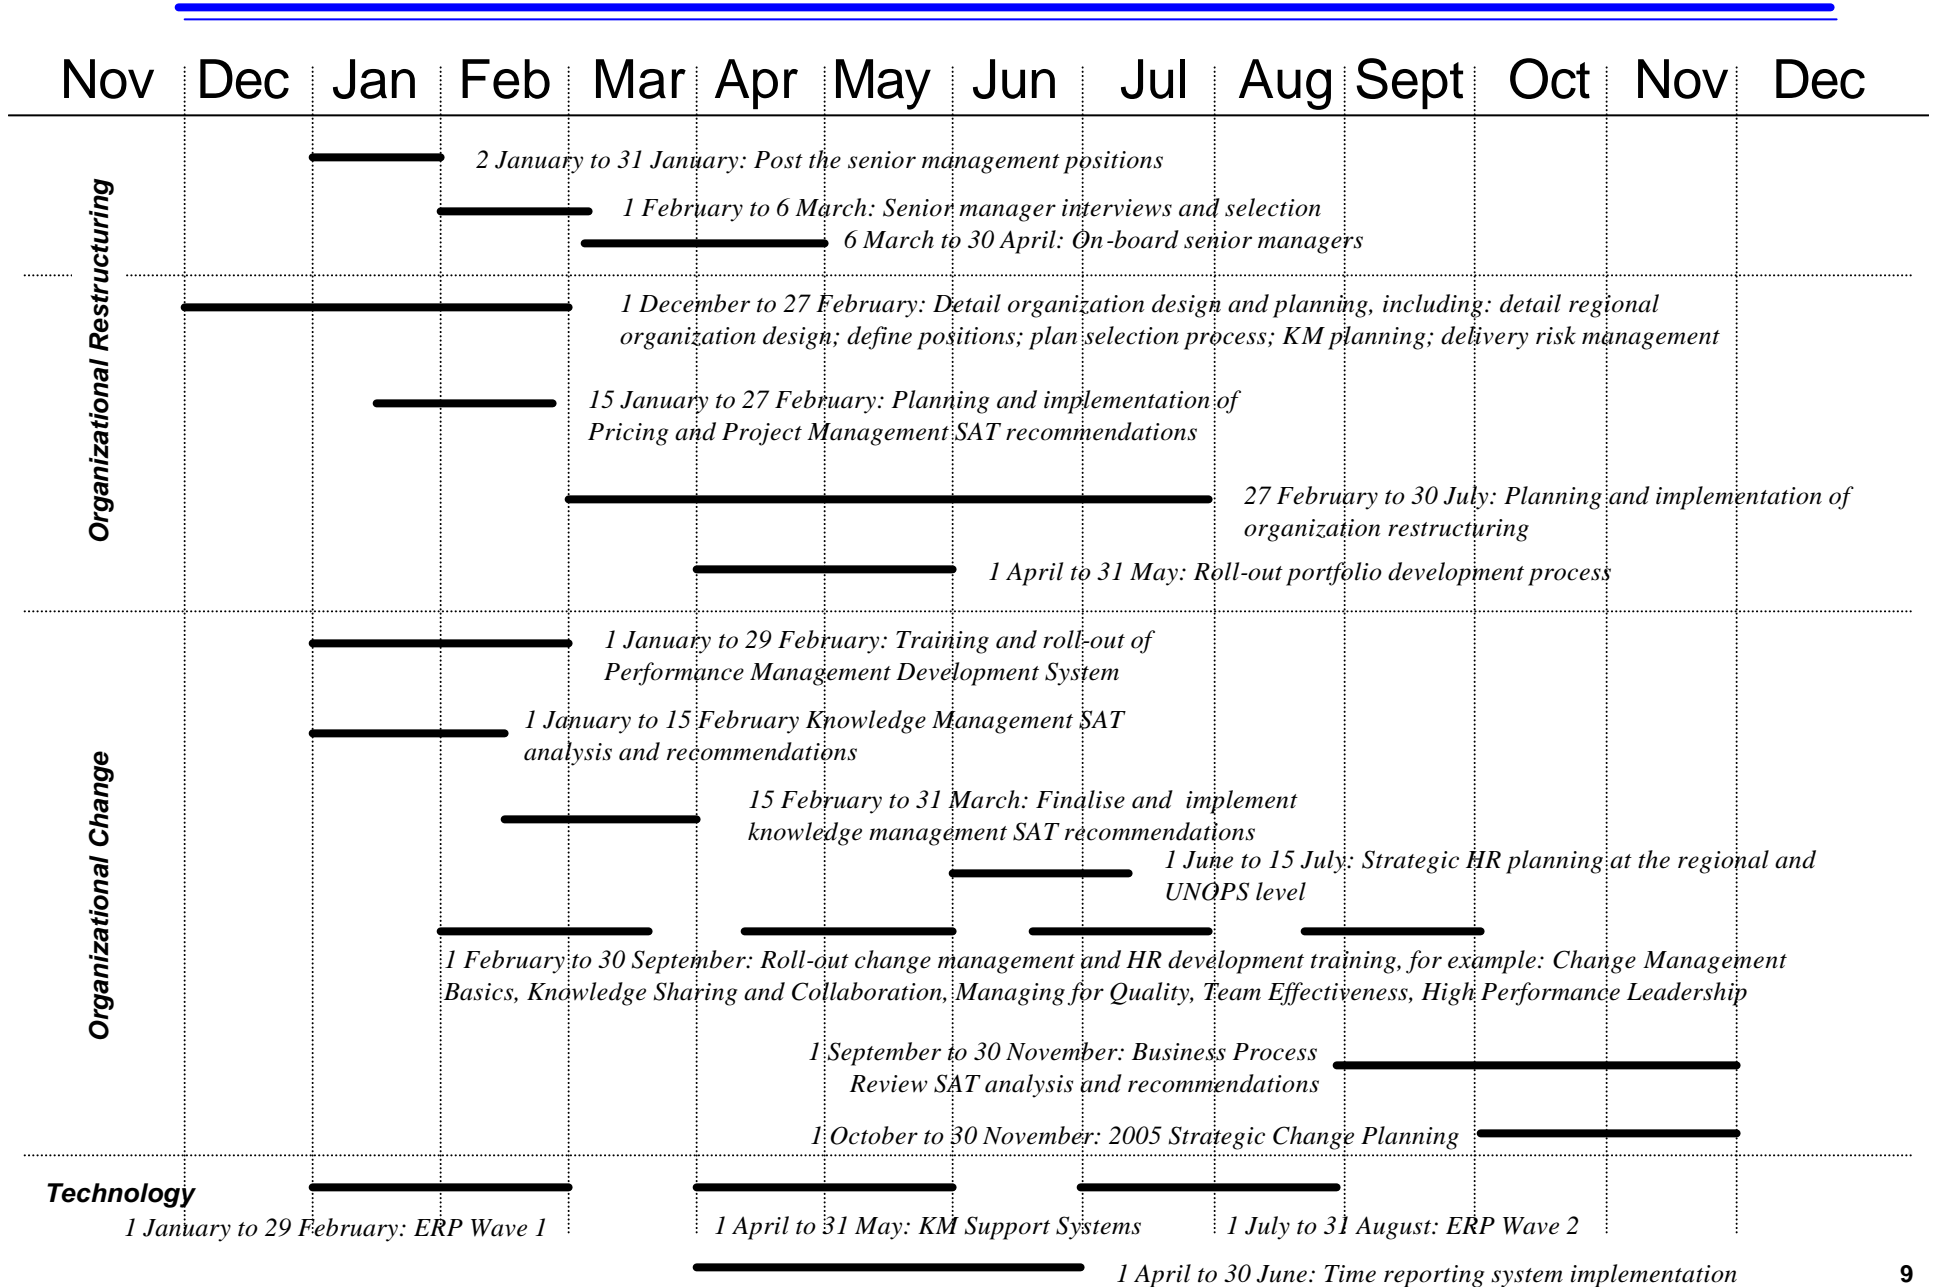 Nov Dec Jan Feb Mar Apr May Jun Jul Aug Sept Oct Nov Dec
Organizational Restructuring
2 January to 31 January: Post the senior management positions
1 February to 6 March: Senior manager interviews and selection
6 March to 30 April: On-board senior managers
1 December to 27 February: Detail organization design and planning, including: detail regional
organization design; define positions; plan selection process; KM planning; delivery risk management
15 January to 27 February: Planning and implementation of
Pricing and Project Management SAT recommendations
27 February to 30 July: Planning and implementation of
organization restructuring
1 April to 31 May: Roll-out portfolio development process
Organizational Change
1 January to 29 February: Training and roll-out of
Performance Management Development System
1 January to 15 February Knowledge Management SAT
analysis and recommendations
15 February to 31 March: Finalise and implement
knowledge management SAT recommendations
1 June to 15 July: Strategic HR planning at the regional and
UNOPS level
1 February to 30 September: Roll-out change management and HR development training, for example: Change Management
Basics, Knowledge Sharing and Collaboration, Managing for Quality, Team Effectiveness, High Performance Leadership
1 September to 30 November: Business Process
Review SAT analysis and recommendations
1 October to 30 November: 2005 Strategic Change Planning
Technology
1 January to 29 February: ERP Wave 1
1 April to 31 May: KM Support Systems
1 July to 31 August: ERP Wave 2
1 April to 30 June: Time reporting system implementation
9